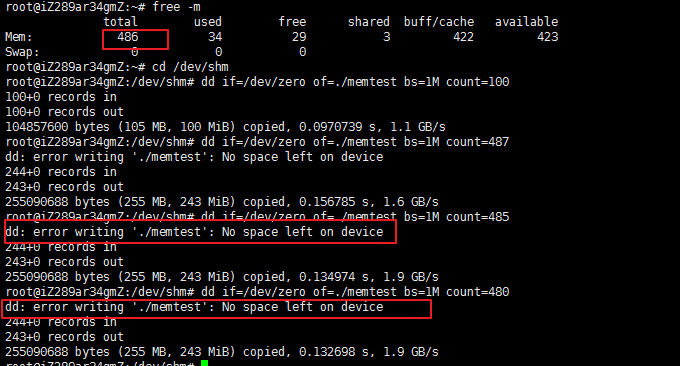 root@iZ289ar34gmZ:~# free -m
total used free shared buff/cache available
Mem: 486 34 29 3 422 423
Swap: 0 0 0
root@iZ289ar34gmZ:~# cd /dev/shm
root@iZ289ar34gmZ:/dev/shm# dd if=/dev/zero of=./memtest bs=1M count=100
100+0 records in
100+0 records out
104857600 bytes (105 MB, 100 MiB) copied, 0.0970739 s, 1.1 GB/s
root@iZ289ar34gmZ:/dev/shm# dd if=/dev/zero of=./memtest bs=1M count=487
dd: error writing './memtest': No space left on device
244+0 records in
243+0 records out
255090688 bytes (255 MB, 243 MiB) copied, 0.156785 s, 1.6 GB/s
root@iZ289ar34gmZ:/dev/shm# dd if=/dev/zero of=./memtest bs=1M count=485
dd: error writing './memtest': No space left on device
244+0 records in
243+0 records out
255090688 bytes (255 MB, 243 MiB) copied, 0.134974 s, 1.9 GB/s
root@iZ289ar34gmZ:/dev/shm# dd if=/dev/zero of=./memtest bs=1M count=480
dd: error writing './memtest': No space left on device
244+0 records in
243+0 records out
255090688 bytes (255 MB, 243 MiB) copied, 0.132698 s, 1.9 GB/s
root@iZ289ar34gmZ:/dev/shm#